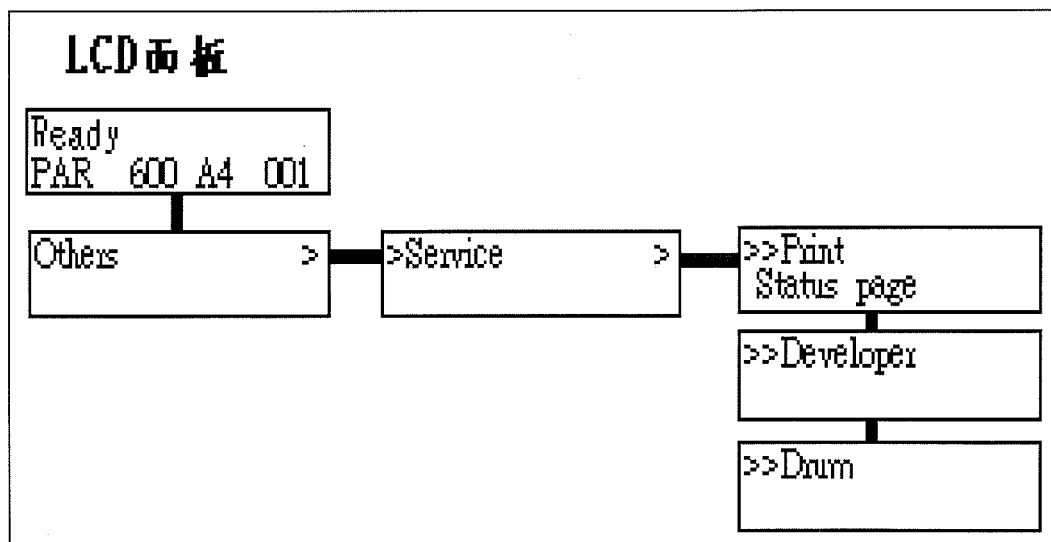 LCD面板
Ready
PAR 600 A4 001
Others >
>Service >
>>Print
Status page
>>Developer
>>Drum